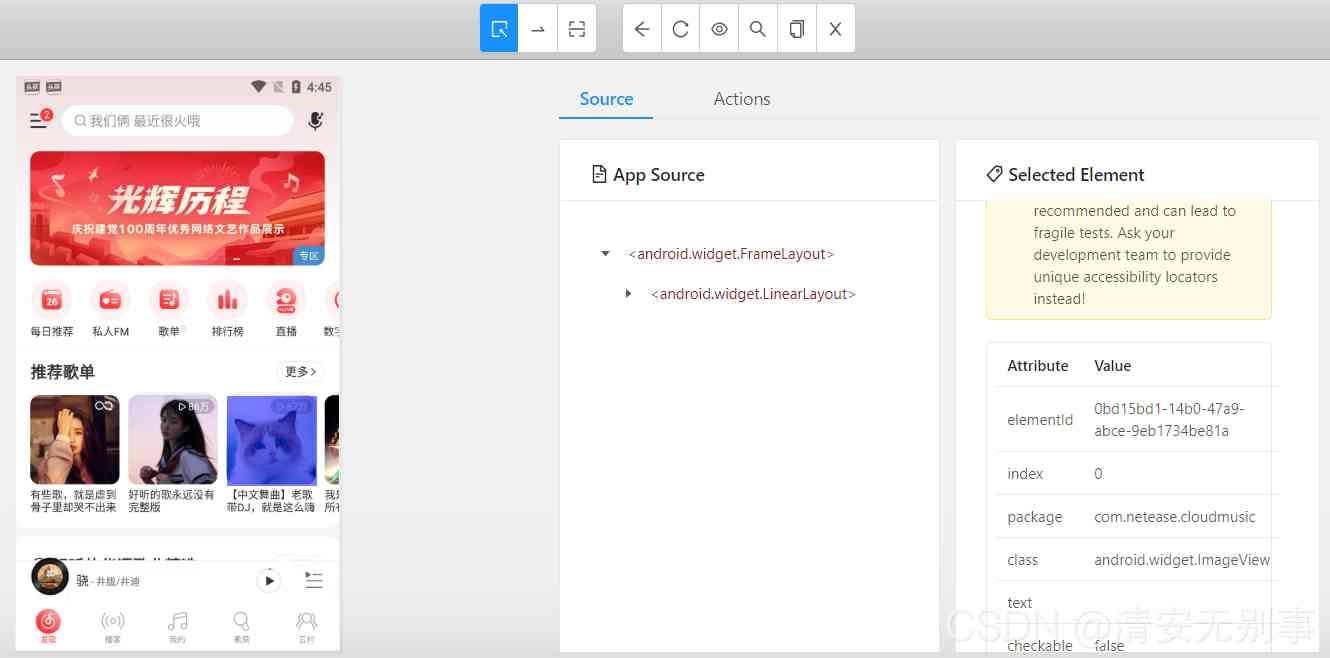 4:45
2
我们俩 最近很火哦
光辉历程
庆祝建党100周年优秀网络文艺作品展示
专区
26
每日推荐
私人FM
歌单
排行榜
直播
数字
推荐歌单
更多>
86万
有些歌，就是虐到
骨子里却哭不出来
好听的歌永远没有
完整版
【中文舞曲】老歌
带DJ，就是这么嗨
我
所
骁 - 井胧/井迪
发现
播客
我的
云村
Source
Actions
App Source
<android.widget.FrameLayout>
<android.widget.LinearLayout>
Selected Element
recommended and can lead to
fragile tests. Ask your
development team to provide
unique accessibility locators
instead!
Attribute
Value
elementId
0bd15bd1-14b0-47a9-
abce-9eb1734be81a
index
0
package
com.netease.cloudmusic
class
android.widget.ImageView
text
checkable
false
CSDN @清安无别事